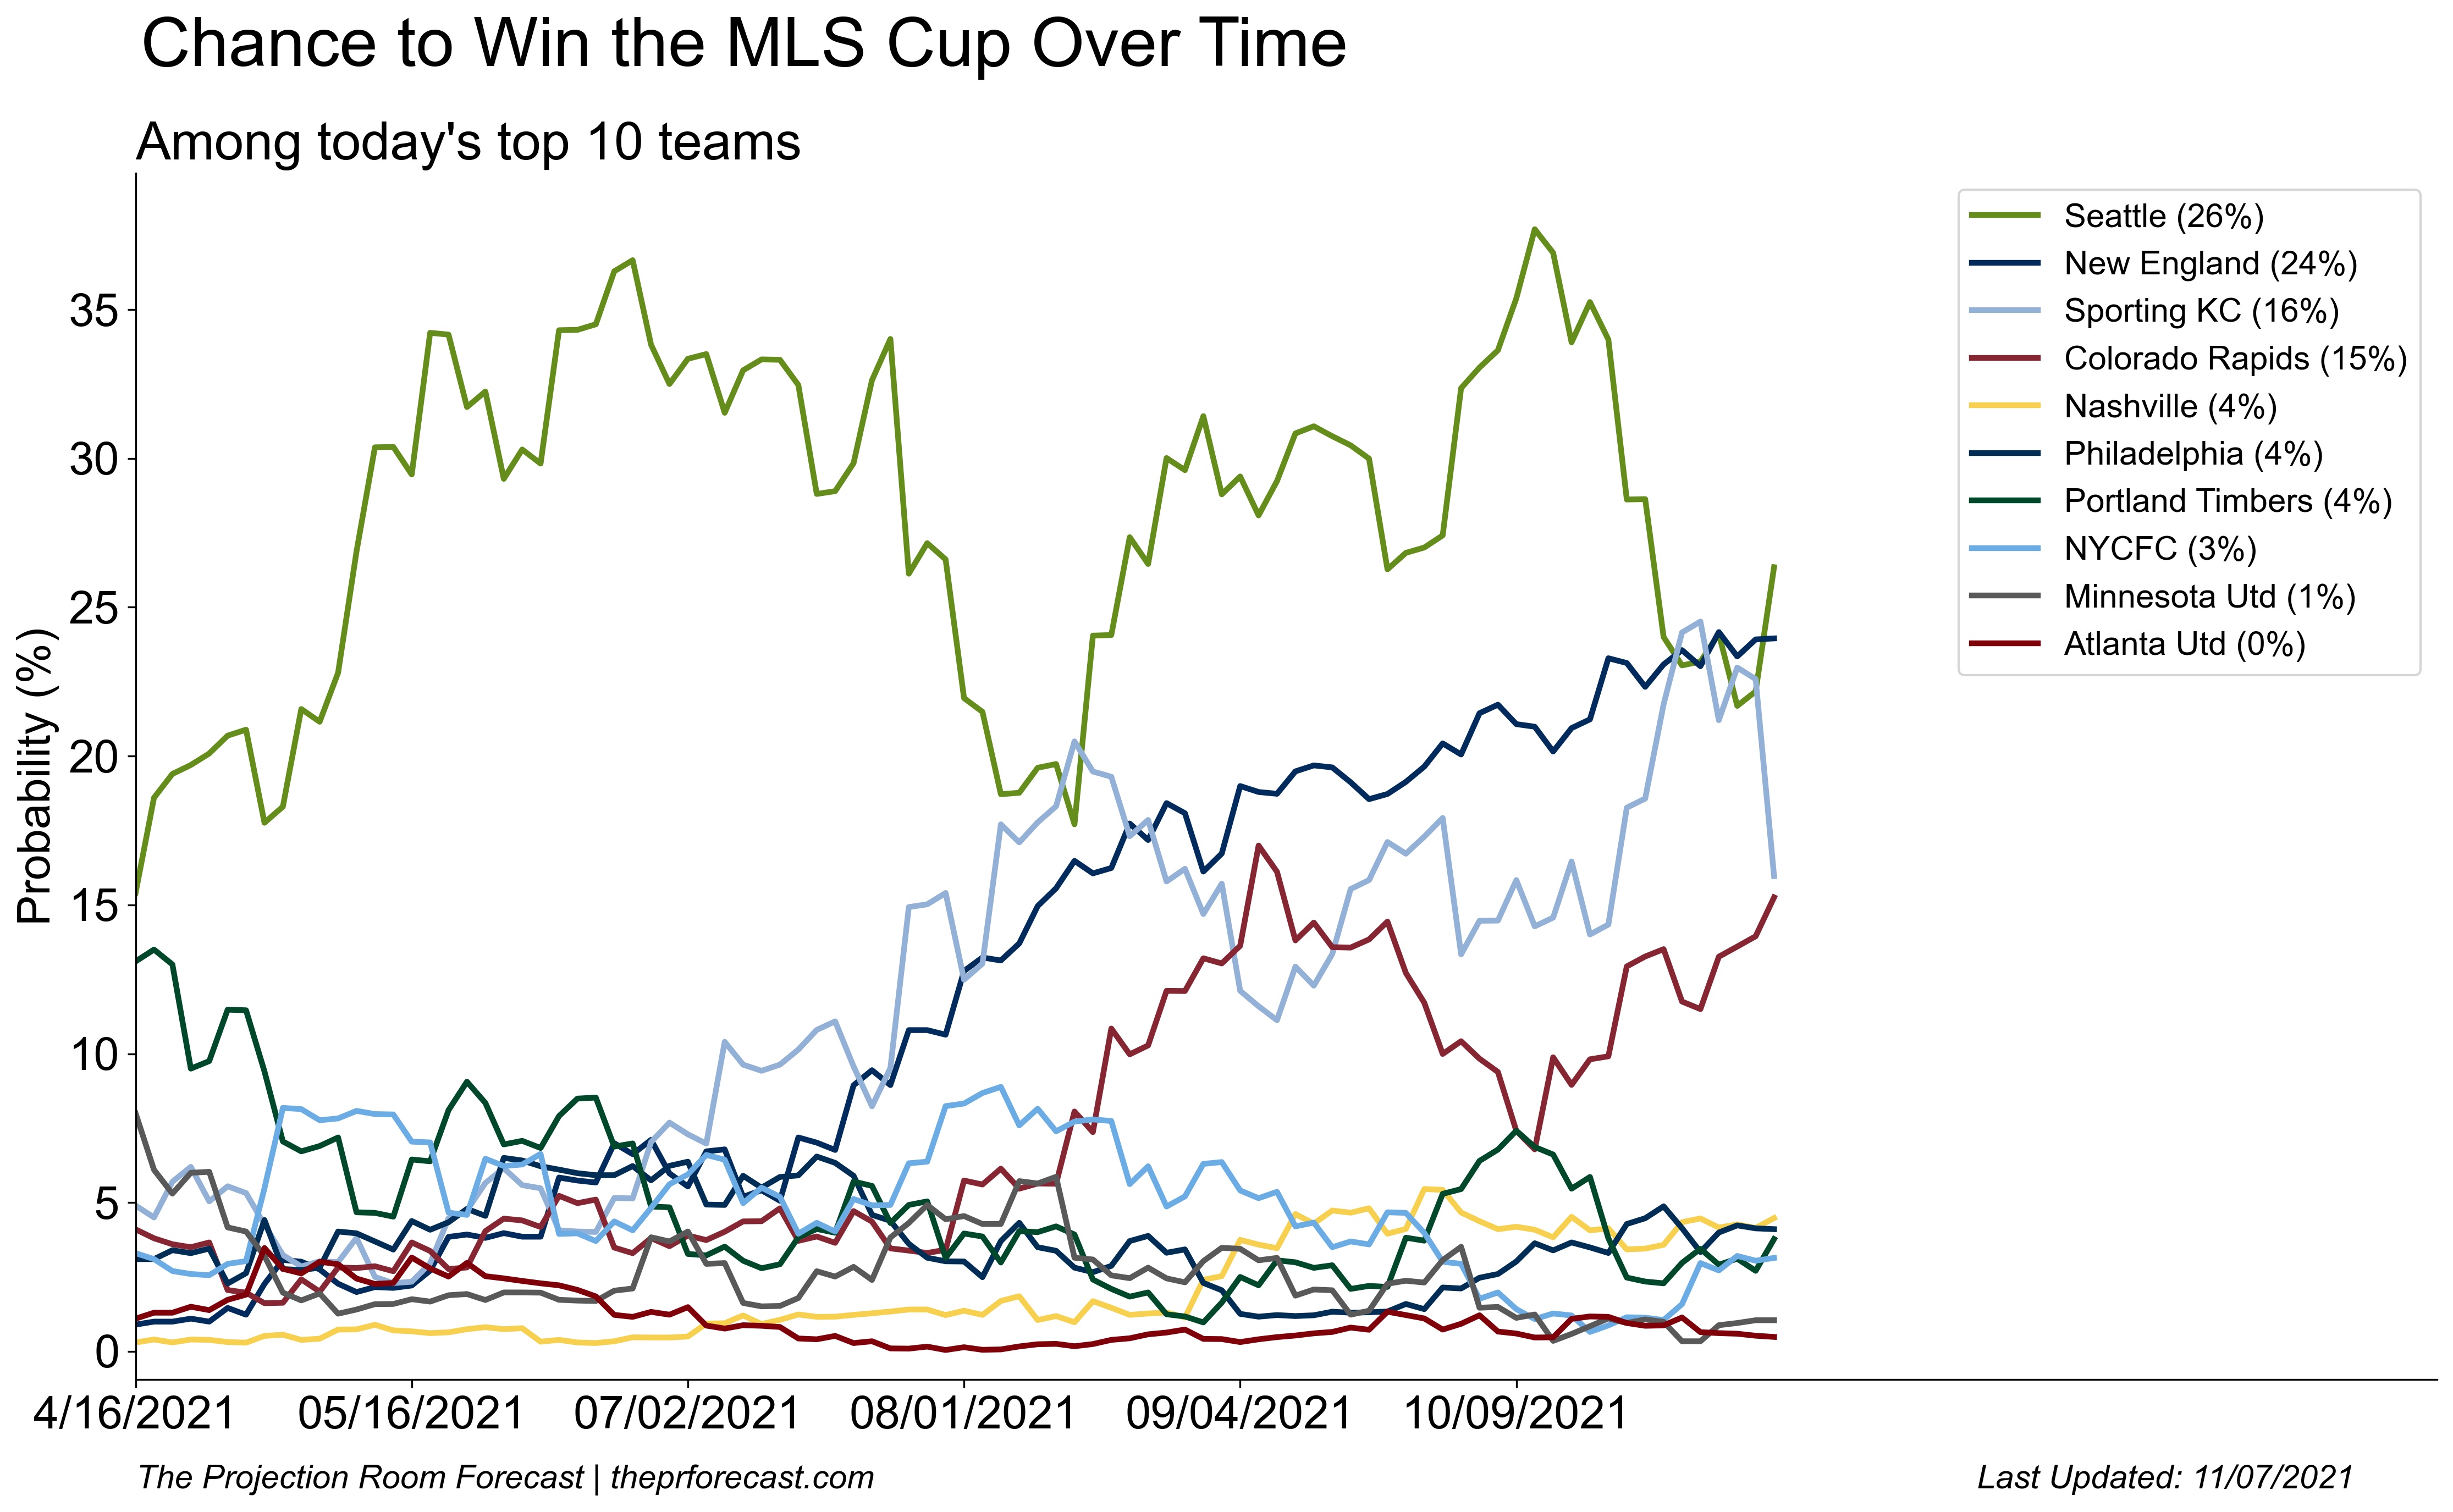 Chance to Win the MLS Cup Over Time
Among today's top 10 teams
Probability (%)
35
30
25
20
15
10
5
0
4/16/2021 05/16/2021 07/02/2021 08/01/2021 09/04/2021 10/09/2021
Seattle (26%)
New England (24%)
Sporting KC (16%)
Colorado Rapids (15%)
Nashville (4%)
Philadelphia (4%)
Portland Timbers (4%)
NYCFC (3%)
Minnesota Utd (1%)
Atlanta Utd (0%)
The Projection Room Forecast | theprforecast.com
Last Updated: 11/07/2021